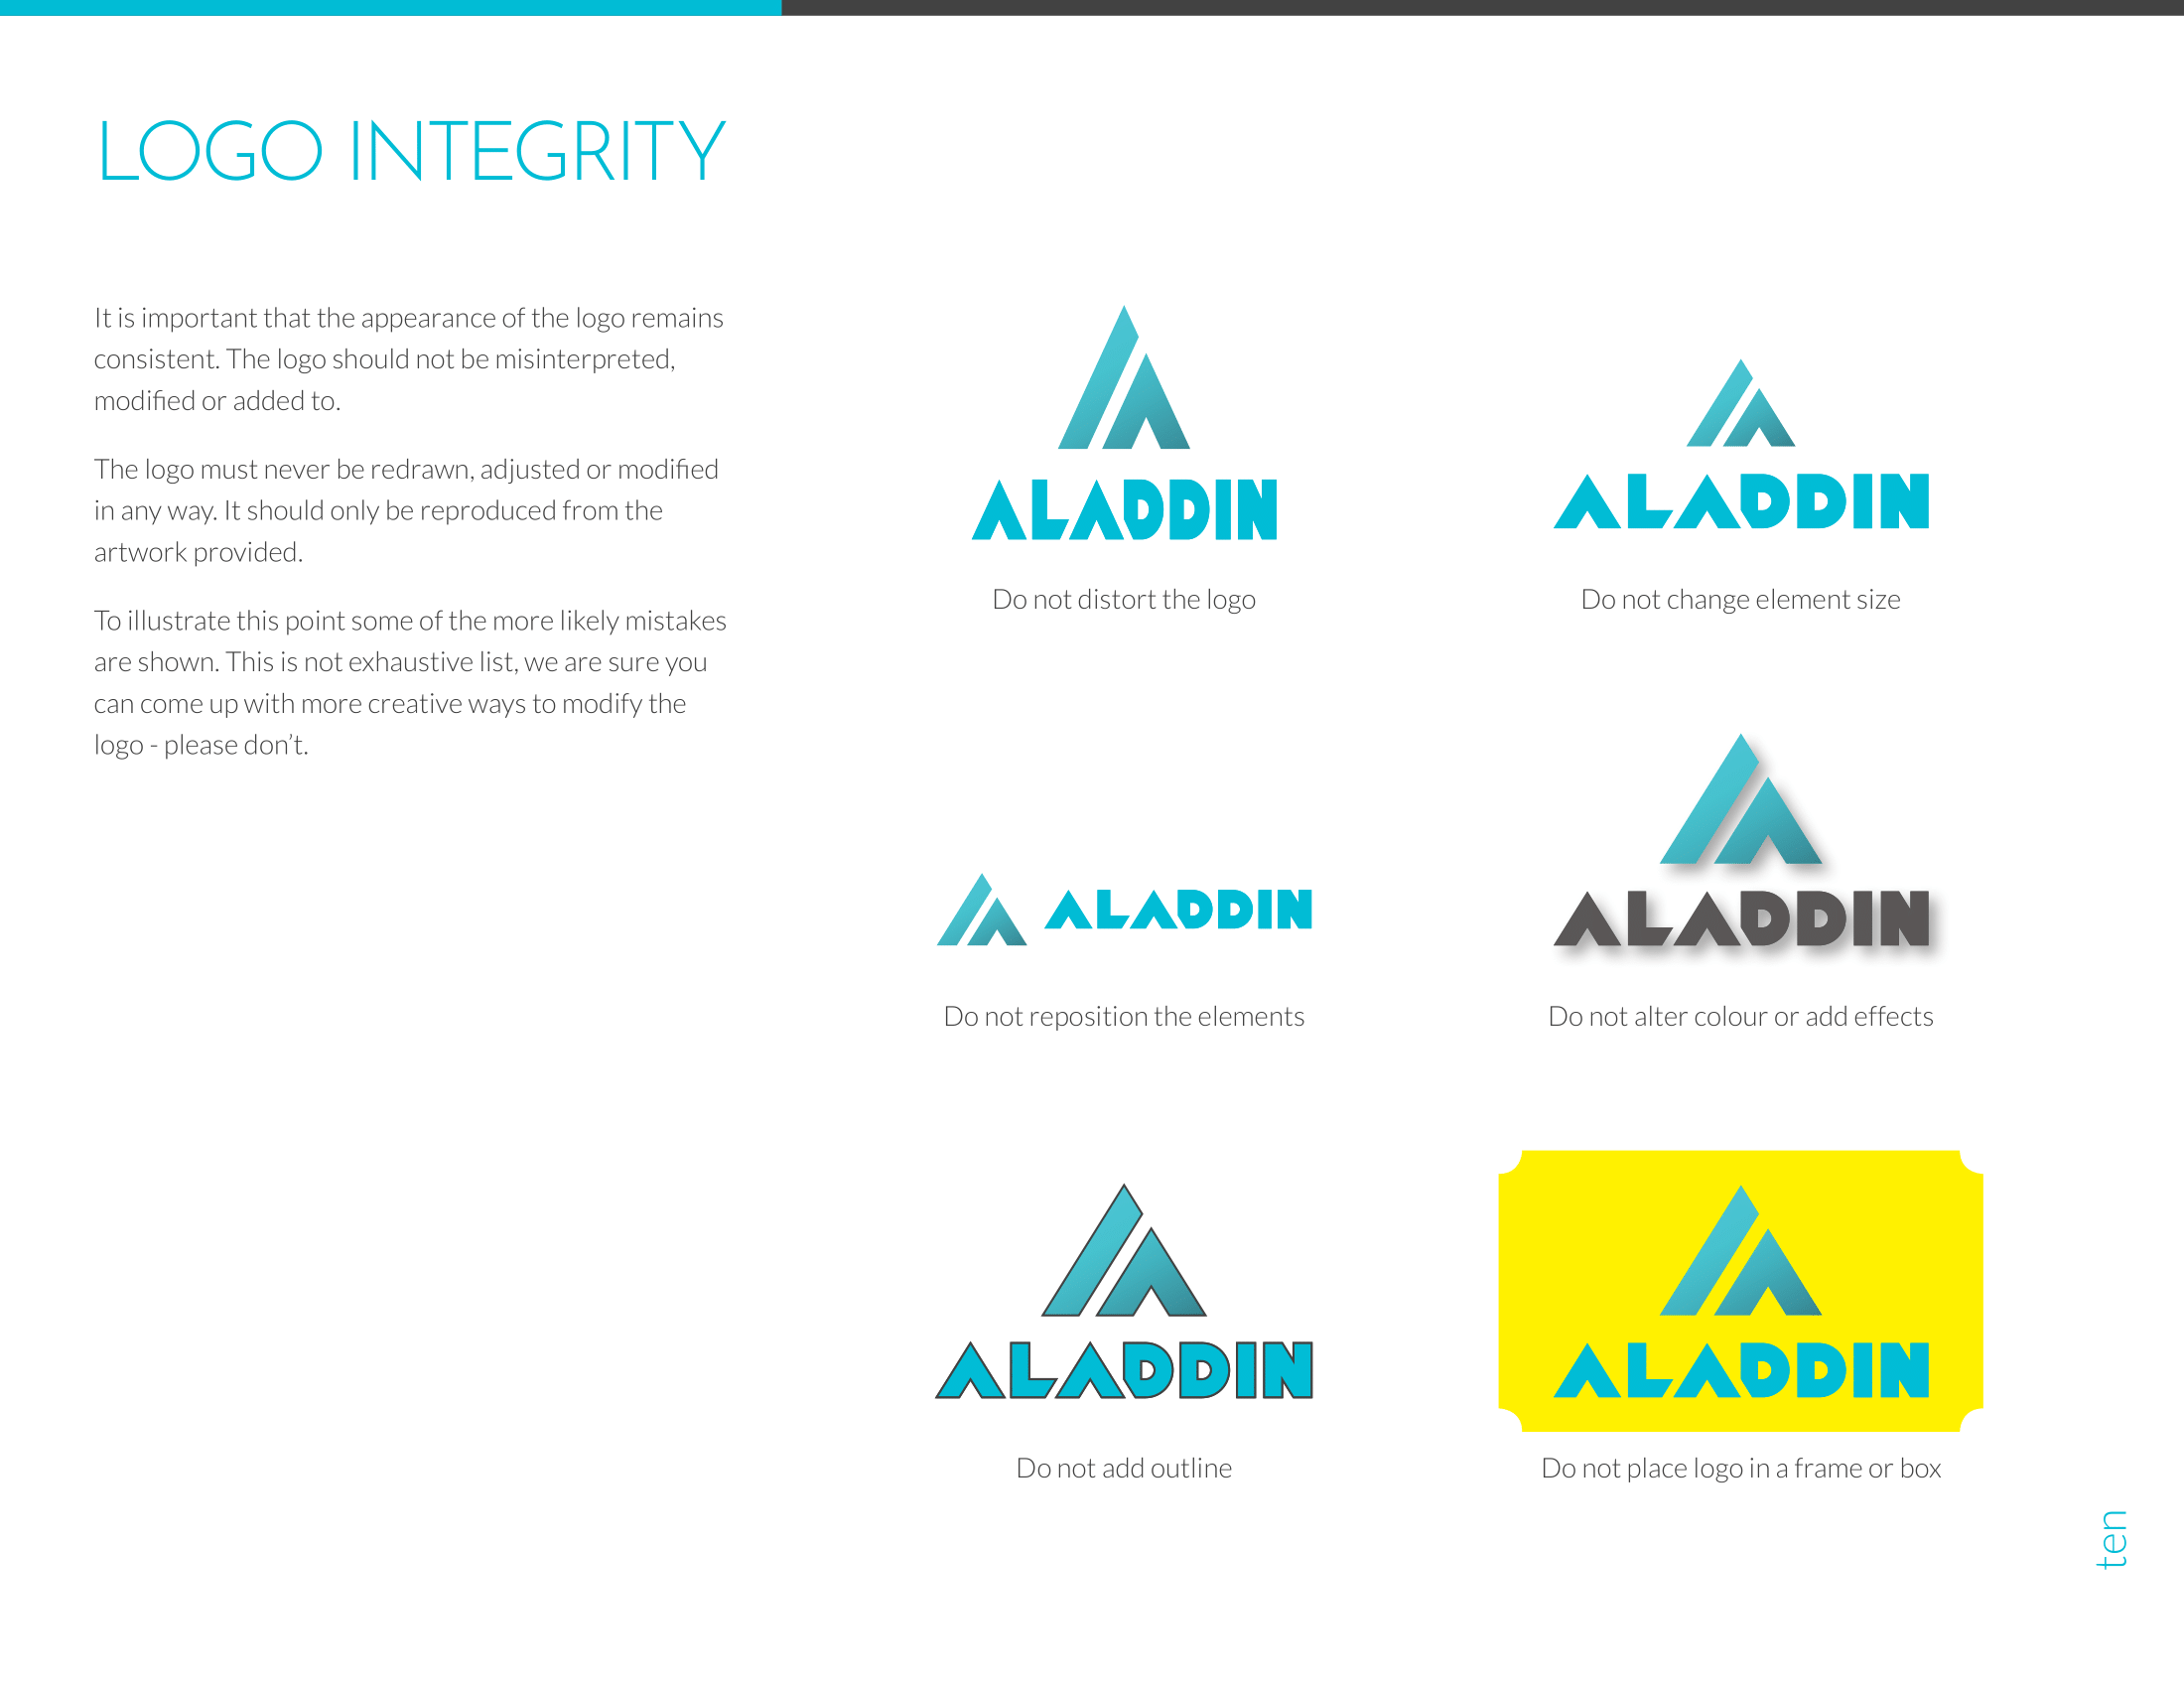 LOGO INTEGRITY
It is important that the appearance of the logo remains
consistent. The logo should not be misinterpreted,
modified or added to.
The logo must never be redrawn, adjusted or modified
in any way. It should only be reproduced from the
artwork provided.
To illustrate this point some of the more likely mistakes
are shown. This is not exhaustive list, we are sure you
can come up with more creative ways to modify the
logo - please don’t.
ALADDIN
Do not distort the logo
ALADDIN
Do not change element size
ALADDIN
Do not reposition the elements
ALADDIN
Do not alter colour or add effects
ALADDIN
Do not add outline
ALADDIN
Do not place logo in a frame or box
ten